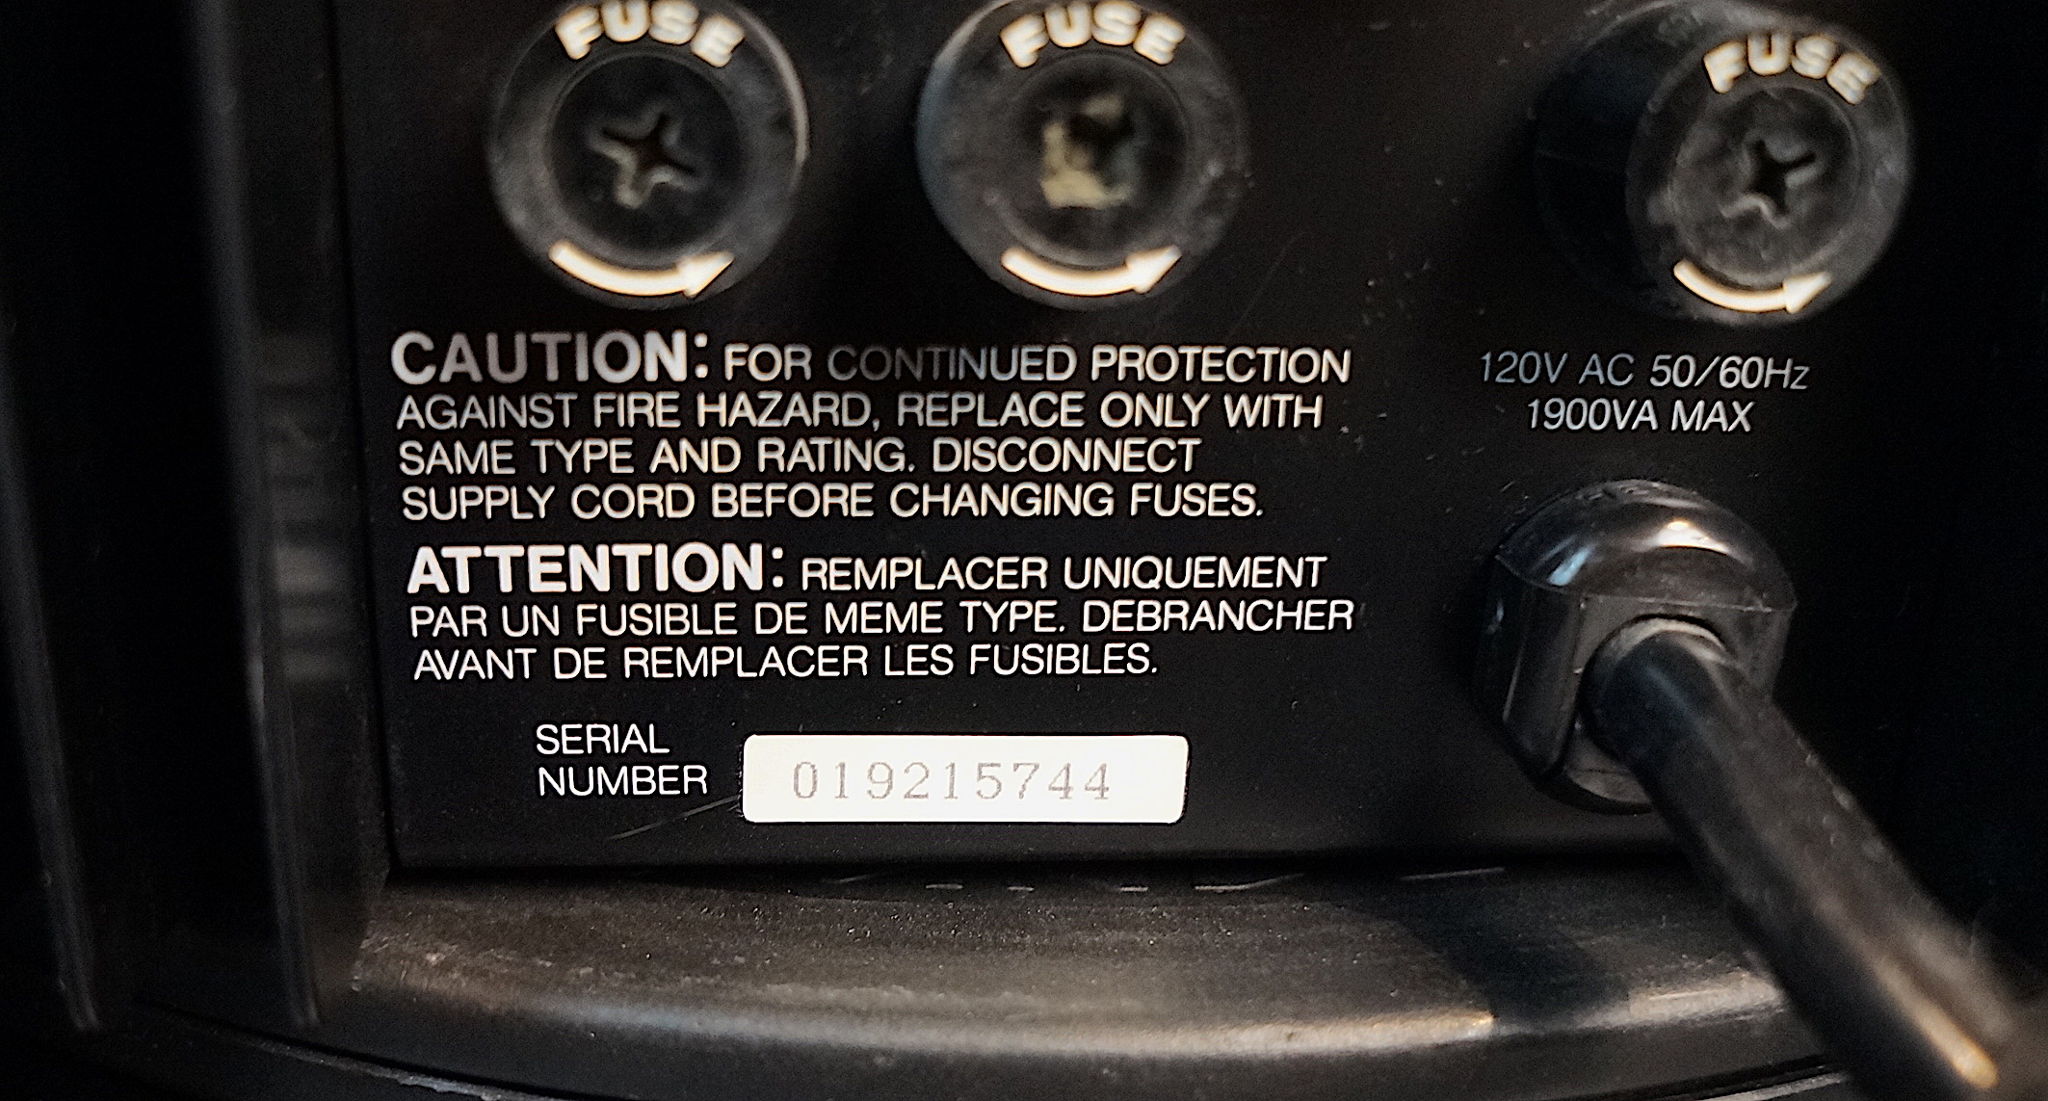 FUSE
FUSE
FUSE
CAUTION: FOR CONTINUED PROTECTION
AGAINST FIRE HAZARD, REPLACE ONLY WITH
SAME TYPE AND RATING. DISCONNECT
SUPPLY CORD BEFORE CHANGING FUSES.
ATTENTION: REMPLACER UNIQUEMENT
PAR UN FUSIBLE DE MEME TYPE. DEBRANCHER
AVANT DE REMPLACER LES FUSIBLES.
120V AC 50/60Hz
1900VA MAX
SERIAL
NUMBER
019215744